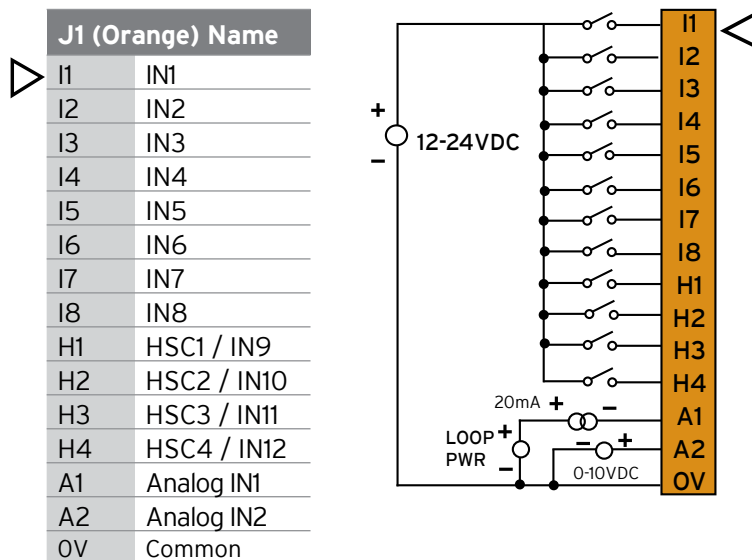 J1 (Orange) Name
I1 IN1
I2 IN2
I3 IN3
I4 IN4
I5 IN5
I6 IN6
I7 IN7
I8 IN8
H1 HSC1 / IN9
H2 HSC2 / IN10
H3 HSC3 / IN11
H4 HSC4 / IN12
A1 Analog IN1
A2 Analog IN2
0V Common
+
12-24VDC
–
I1
I2
I3
I4
I5
I6
I7
I8
H1
H2
H3
H4
20mA + – A1
LOOP +
PWR
–
– + A2
0-10VDC
0V